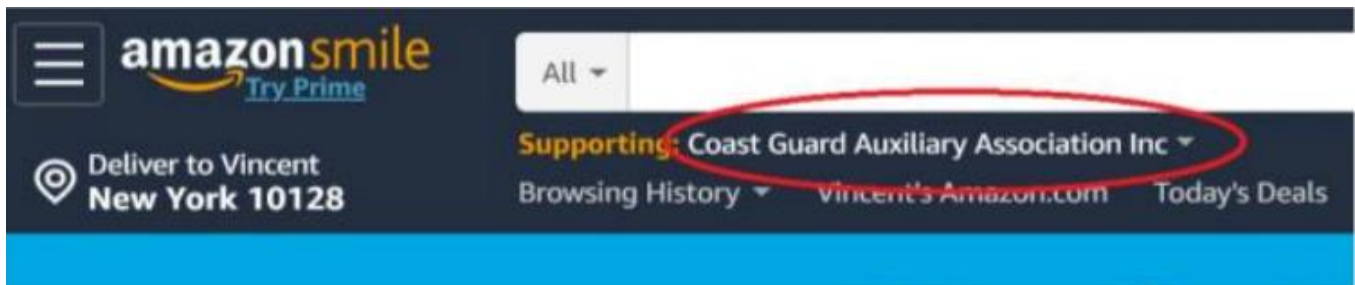 amazonsmile
Try Prime
All
Deliver to Vincent
New York 10128
Supporting: Coast Guard Auxiliary Association Inc
Browsing History Vincent's Amazon.com Today's Deals